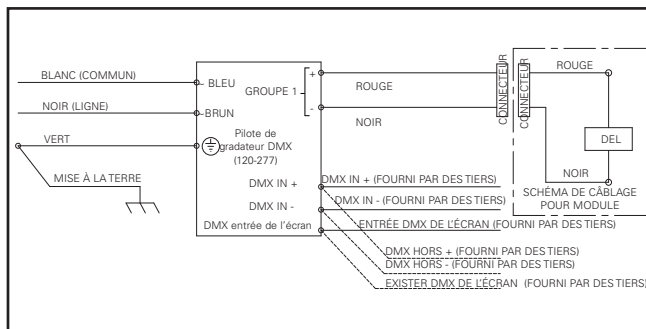 BLANC (COMMUN)
NOIR (LIGNE)
VERT
MISE À LA TERRE
- BLEU
-BRUN
GROUPE 1
+
-
Pilote de
gradateur DMX
(120-277)
DMX IN +
DMX IN -
DMX entrée de l'écran
ROUGE
NOIR
CONNECTEUR
CONNECTEUR
ROUGE
DEL
NOIR
SCHÉMA DE CÂBLAGE
POUR MODULE
DMX IN + (FOURNI PAR DES TIERS)
DMX IN - (FOURNI PAR DES TIERS)
ENTRÉE DMX DE L'ÉCRAN (FOURNI PAR DES TIERS)
DMX HORS + (FOURNI PAR DES TIERS)
DMX HORS - (FOURNI PAR DES TIERS)
EXISTER DMX DE L'ÉCRAN (FOURNI PAR DES TIERS)